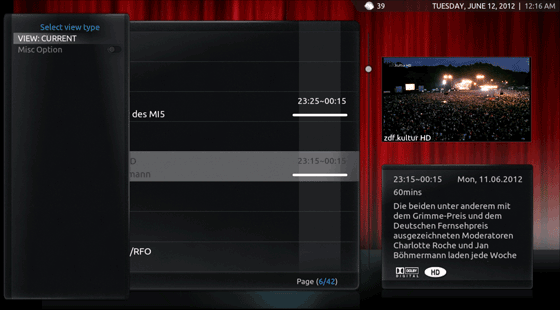 39
TUESDAY, JUNE 12, 2012 | 12:16 AM
Select view type
VIEW: CURRENT
Misc Option
23:25~00:15
des MI5
D
23:15~00:15
mann
/RFO
Page (6/42)
zdf.kultur HD
23:15~00:15 Mon, 11.06.2012
60mins
Die beiden unter anderem mit
dem Grimme-Preis und dem
Deutschen Fernsehpreis
ausgezeichneten Moderatoren
Charlotte Roche und Jan
Böhmermann laden jede Woche
DOLBY
DIGITAL
HD